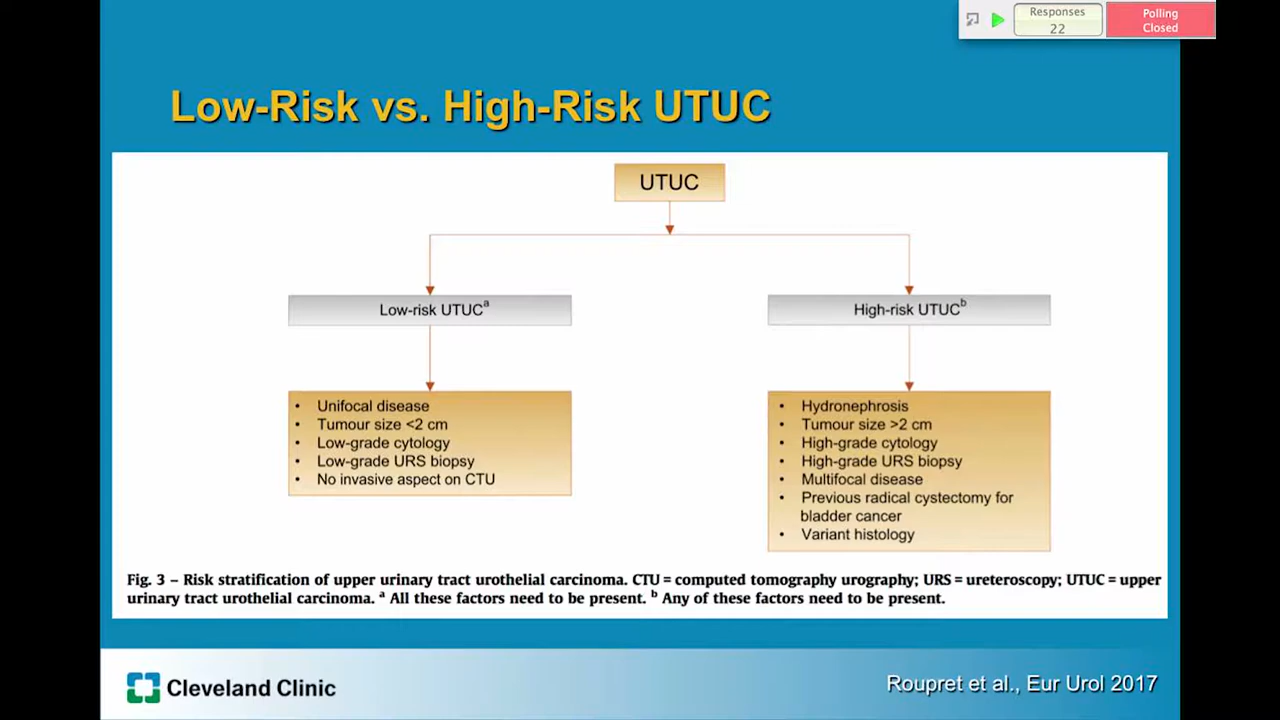 Responses
22
Polling
Closed
Low-Risk vs. High-Risk UTUC
UTUC
Low-risk UTUCa
High-risk UTUCb
• Unifocal disease
• Tumour size <2 cm
• Low-grade cytology
• Low-grade URS biopsy
• No invasive aspect on CTU
• Hydronephrosis
• Tumour size >2 cm
• High-grade cytology
• High-grade URS biopsy
• Multifocal disease
• Previous radical cystectomy for
bladder cancer
• Variant histology
Fig. 3 – Risk stratification of upper urinary tract urothelial carcinoma. CTU = computed tomography urography; URS = ureteroscopy; UTUC = upper
urinary tract urothelial carcinoma. a All these factors need to be present. b Any of these factors need to be present.
Cleveland Clinic
Roupret et al., Eur Urol 2017